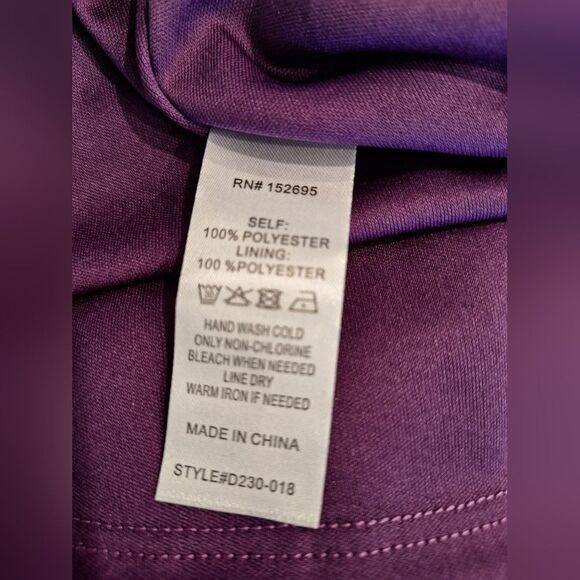 RN# 152695
SELF:
100% POLYESTER
LINING:
100 %POLYESTER
HAND WASH COLD
ONLY NON-CHLORINE
BLEACH WHEN NEEDED
LINE DRY
WARM IRON IF NEEDED
MADE IN CHINA
STYLE#D230-018